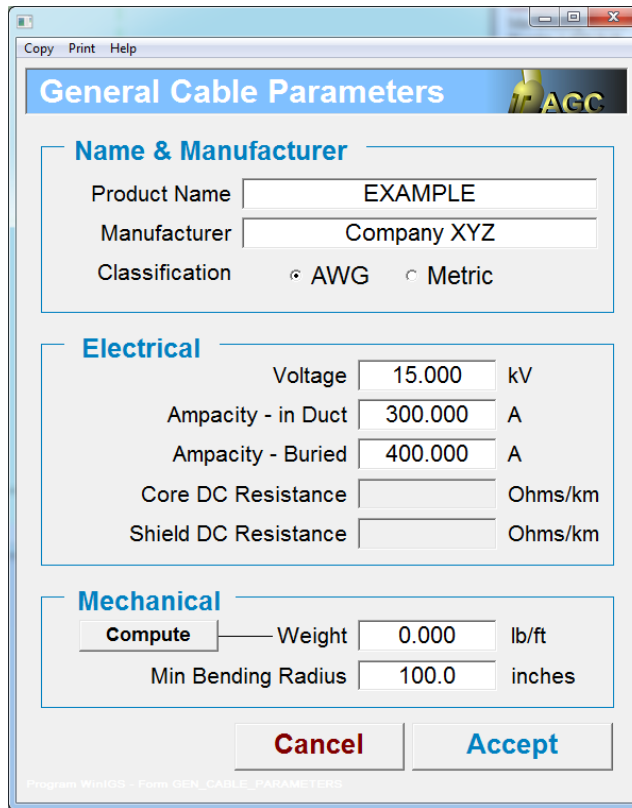 Copy Print Help
General Cable Parameters
AGC
Name & Manufacturer
Product Name EXAMPLE
Manufacturer Company XYZ
Classification AWG Metric
Electrical
Voltage 15.000 kV
Ampacity - in Duct 300.000 A
Ampacity - Buried 400.000 A
Core DC Resistance Ohms/km
Shield DC Resistance Ohms/km
Mechanical
Compute Weight 0.000 lb/ft
Min Bending Radius 100.0 inches
Cancel Accept
Program WinIGS - Form GEN_CABLE_PARAMETERS